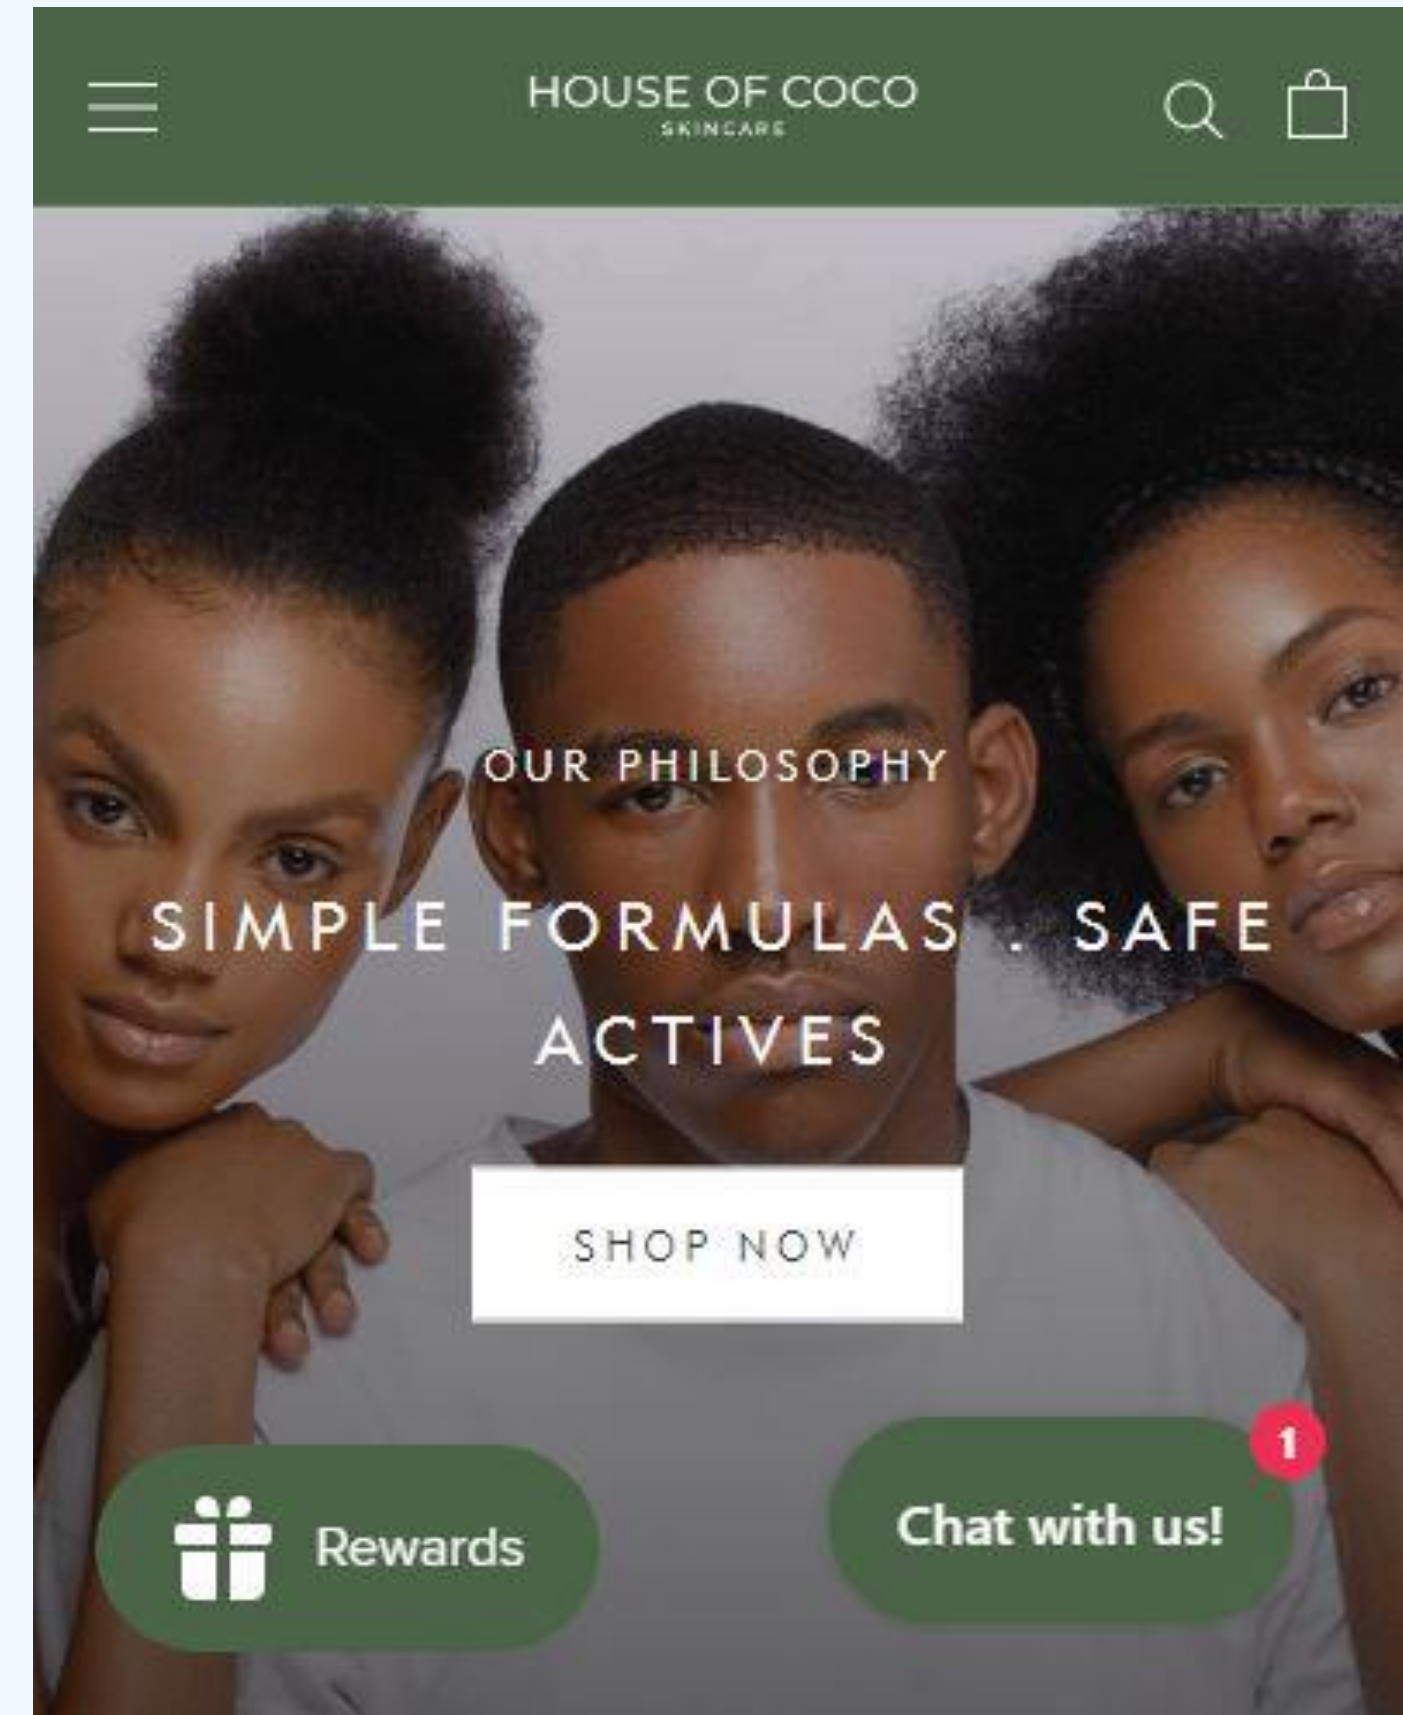 HOUSE OF COCO
SKINCARE
OUR PHILOSOPHY
SIMPLE FORMULAS . SAFE
ACTIVES
SHOP NOW
1
Chat with us!
Rewards